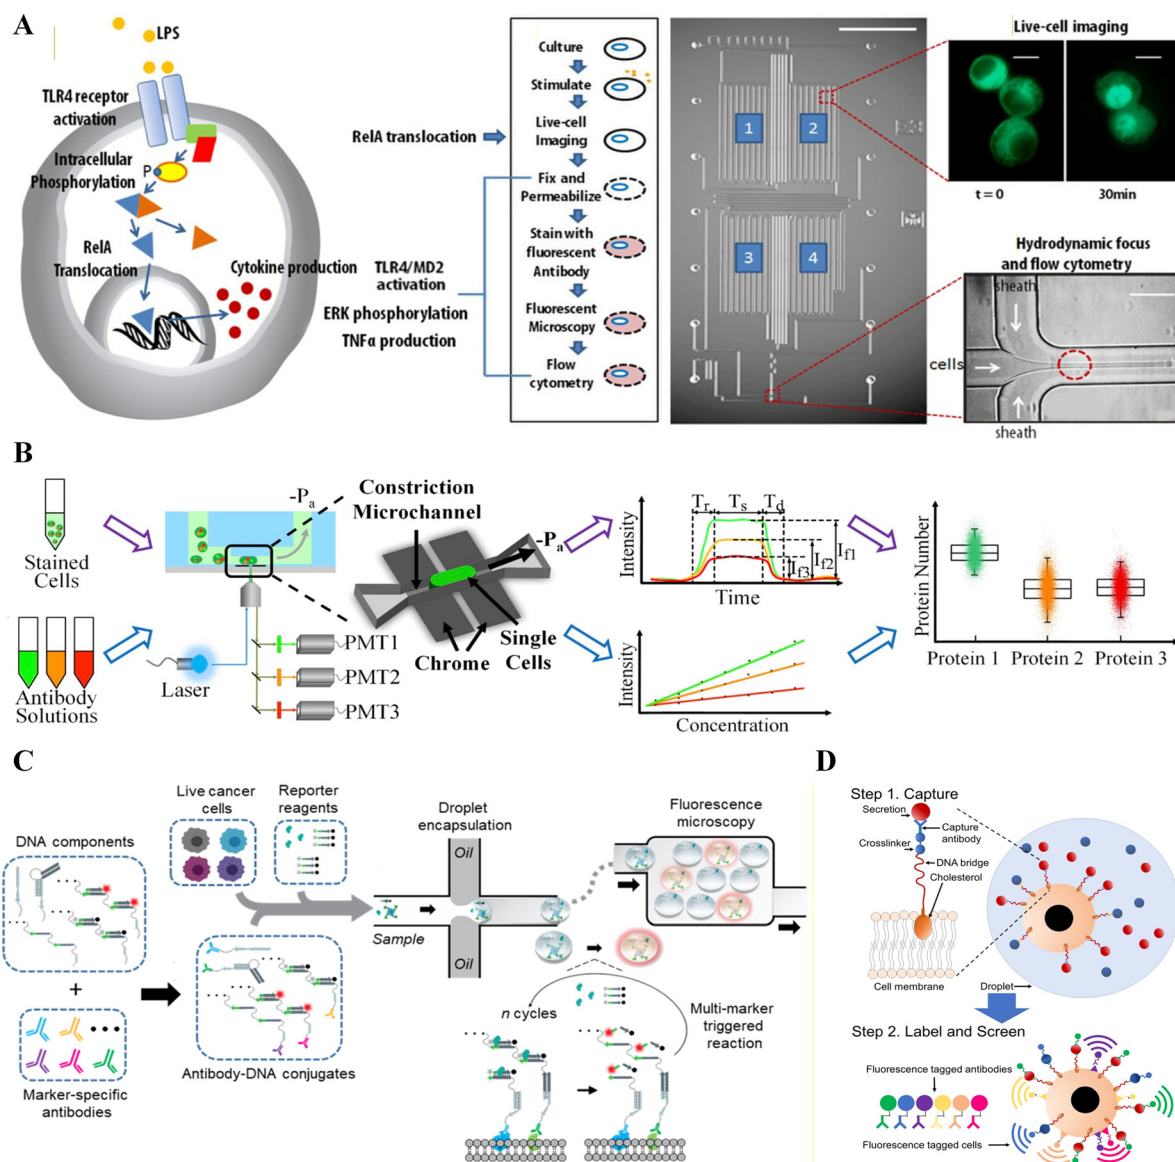 A
LPS
TLR4 receptor
activation
Intracellular
Phosphorylation
P
RelA
Translocation
Cytokine production
RelA translocation
TLR4/MD2
activation
ERK phosphorylation
TNFα production
Culture
Stimulate
Live-cell
Imaging
Fix and
Permeabilize
Stain with
fluorescent
Antibody
Fluorescent
Microscopy
Flow
cytometry
1
2
3
4
Live-cell imaging
t = 0
30min
Hydrodynamic focus
and flow cytometry
sheath
cells
sheath
B
Stained
Cells
Antibody
Solutions
-Pa
Laser
PMT1
PMT2
PMT3
Constriction
Microchannel
-Pa
Chrome
Single
Cells
Intensity
Tr
Ts
Td
If1
If2
If3
Time
Intensity
Concentration
Protein Number
Protein 1
Protein 2
Protein 3
C
DNA components
+
Marker-specific
antibodies
Live cancer
cells
Reporter
reagents
Antibody-DNA conjugates
Droplet
encapsulation
Oil
Sample
Oil
Fluorescence
microscopy
n cycles
Multi-marker
triggered
reaction
D
Step 1. Capture
Secretion
Capture
antibody
Crosslinker
DNA bridge
Cholesterol
Cell membrane
Droplet
Step 2. Label and Screen
Fluorescence tagged antibodies
Fluorescence tagged cells